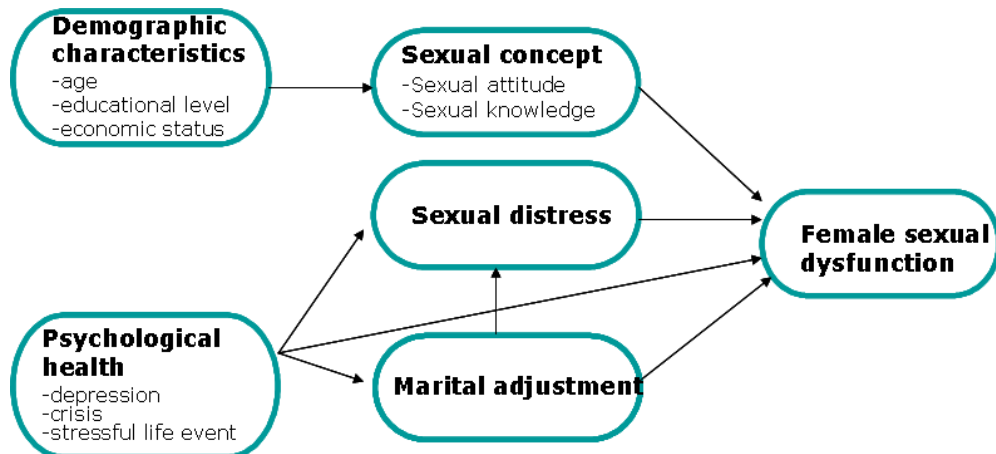 Demographic
characteristics
-age
-educational level
-economic status
Sexual concept
-Sexual attitude
-Sexual knowledge
Sexual distress
Female sexual
dysfunction
Psychological
health
-depression
-crisis
-stressful life event
Marital adjustment